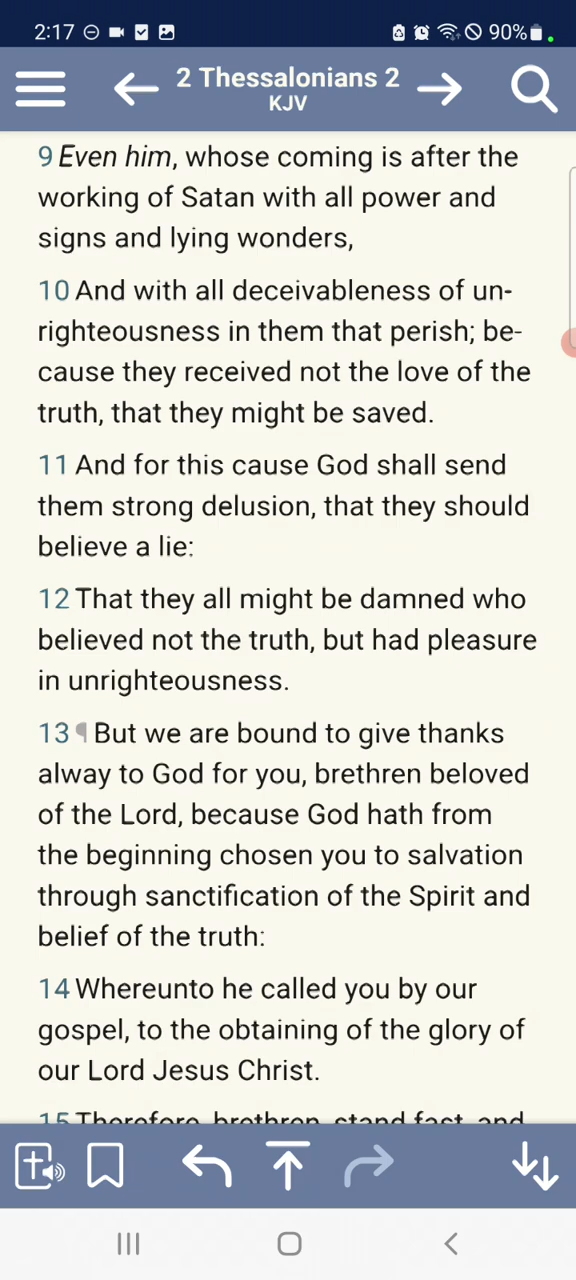 2:17
90%
2 Thessalonians 2
KJV
9 Even him, whose coming is after the
working of Satan with all power and
signs and lying wonders,
10 And with all deceivableness of un-
righteousness in them that perish; be-
cause they received not the love of the
truth, that they might be saved.
11 And for this cause God shall send
them strong delusion, that they should
believe a lie:
12 That they all might be damned who
believed not the truth, but had pleasure
in unrighteousness.
13 ¶ But we are bound to give thanks
alway to God for you, brethren beloved
of the Lord, because God hath from
the beginning chosen you to salvation
through sanctification of the Spirit and
belief of the truth:
14 Whereunto he called you by our
gospel, to the obtaining of the glory of
our Lord Jesus Christ.
15 Therefore, brethren, stand fast, and